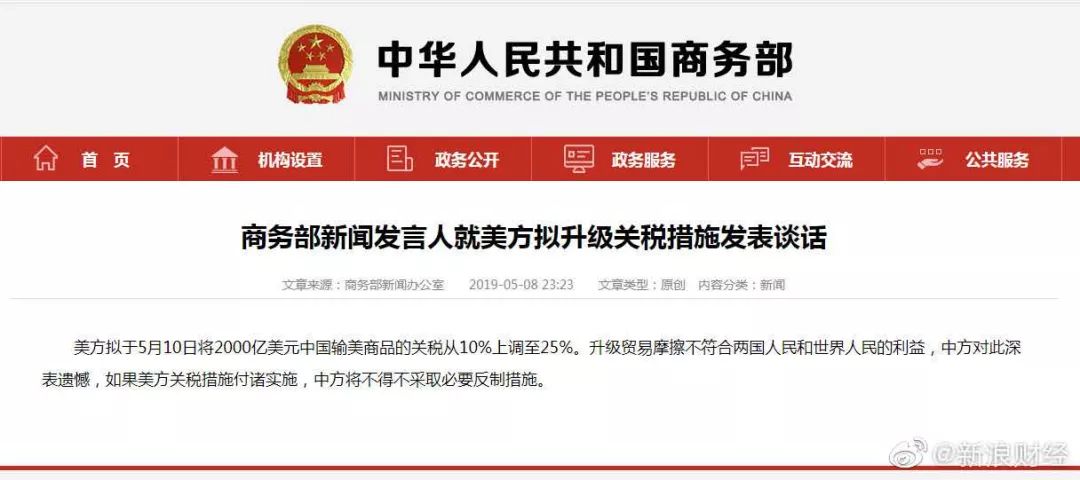 中华人民共和国商务部
MINISTRY OF COMMERCE OF THE PEOPLE'S REPUBLIC OF CHINA
首 页 机构设置 政务公开 政务服务 互动交流 公共服务
商务部新闻发言人就美方拟升级关税措施发表谈话
文章来源：商务部新闻办公室 2019-05-08 23:23 文章类型：原创 内容分类：新闻
美方拟于5月10日将2000亿美元中国输美商品的关税从10%上调至25%。升级贸易摩擦不符合两国人民和世界人民的利益，中方对此深
表遗憾，如果美方关税措施付诸实施，中方将不得不采取必要反制措施。
@新浪财经